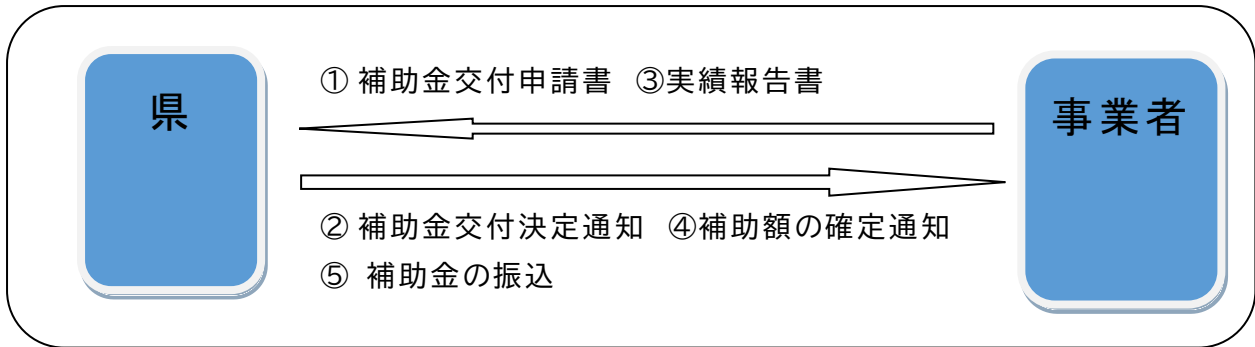 県
① 補助金交付申請書 ③実績報告書
事業者
② 補助金交付決定通知 ④補助額の確定通知
⑤ 補助金の振込